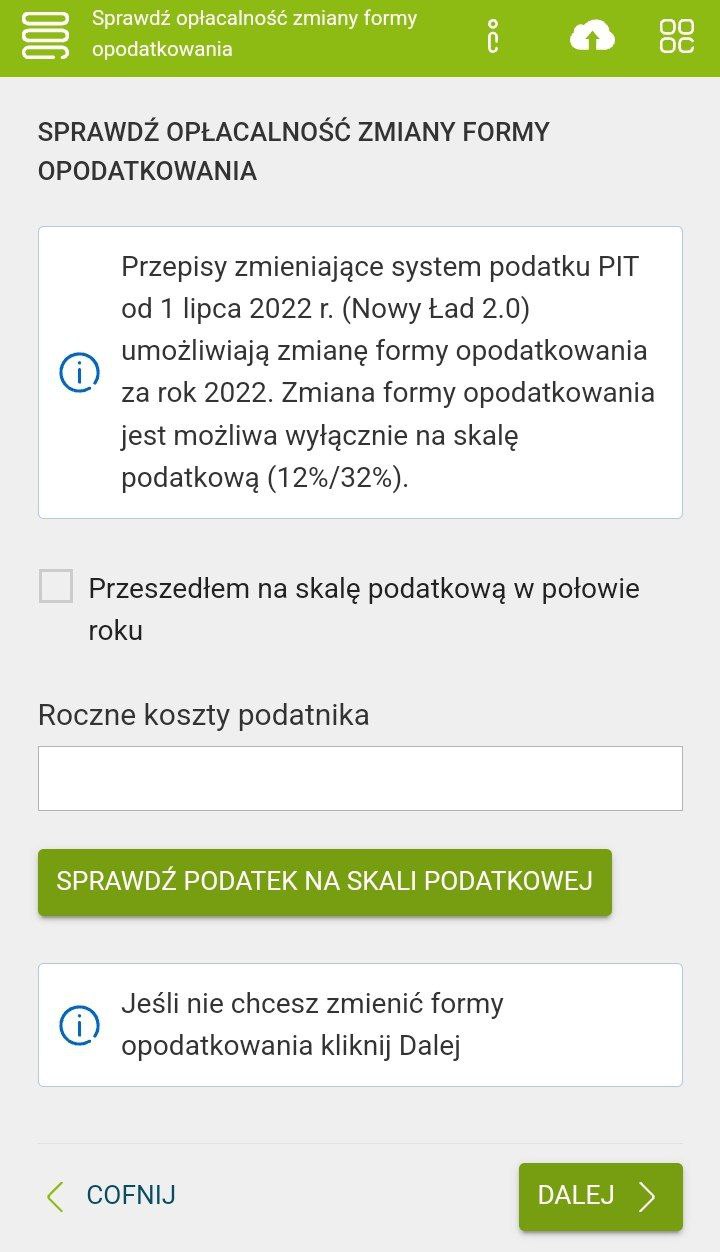 Sprawdź opłacalność zmiany formy
opodatkowania
SPRAWDŹ OPŁACALNOŚĆ ZMIANY FORMY
OPODATKOWANIA
Przepisy zmieniające system podatku PIT
od 1 lipca 2022 r. (Nowy Ład 2.0)
umożliwiają zmianę formy opodatkowania
za rok 2022. Zmiana formy opodatkowania
jest możliwa wyłącznie na skalę
podatkową (12%/32%).
Przeszedłem na skalę podatkową w połowie
roku
Roczne koszty podatnika
SPRAWDŹ PODATEK NA SKALI PODATKOWEJ
Jeśli nie chcesz zmienić formy
opodatkowania kliknij Dalej
COFNIJ
DALEJ